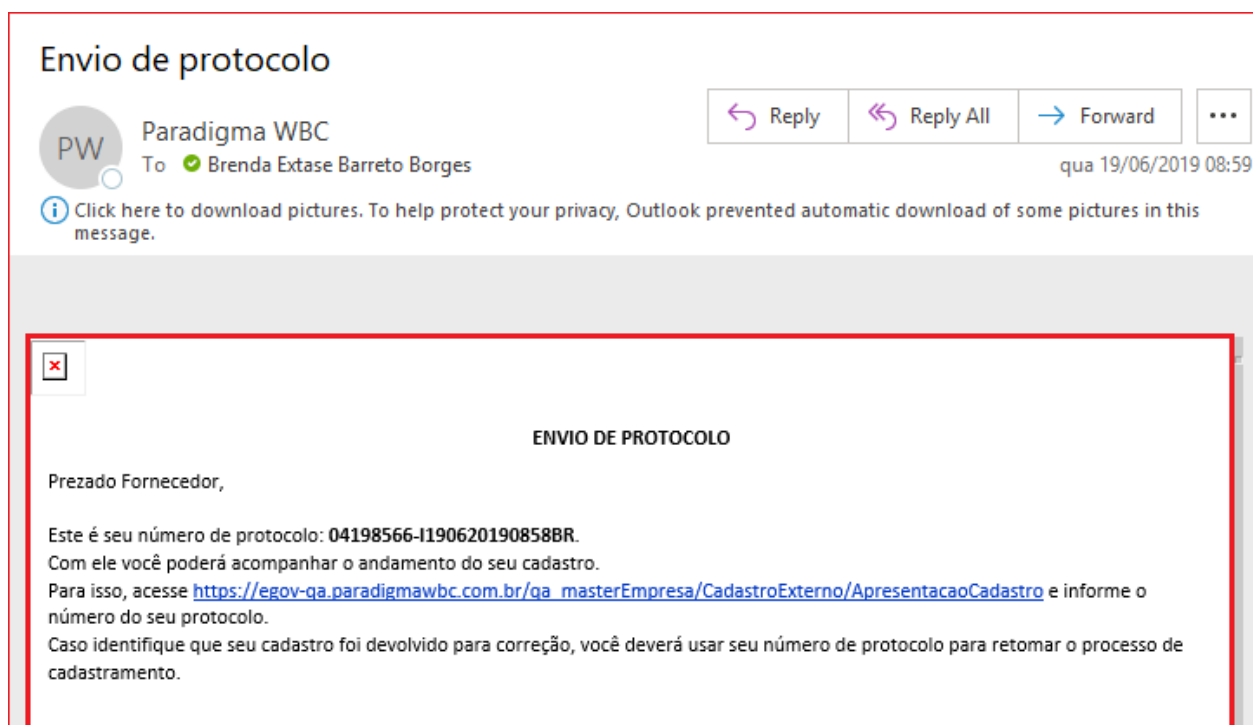 Envio de protocolo
PW
Paradigma WBC
To Brenda Extase Barreto Borges
Reply
Reply All
Forward
qua 19/06/2019 08:59
Click here to download pictures. To help protect your privacy, Outlook prevented automatic download of some pictures in this
message.
ENVIO DE PROTOCOLO
Prezado Fornecedor,
Este é seu número de protocolo: 04198566-I190620190858BR.
Com ele você poderá acompanhar o andamento do seu cadastro.
Para isso, acesse https://egov-qa.paradigmawbc.com.br/qa_masterEmpresa/CadastroExterno/ApresentacaoCadastro e informe o
número do seu protocolo.
Caso identifique que seu cadastro foi devolvido para correção, você deverá usar seu número de protocolo para retomar o processo de
cadastramento.